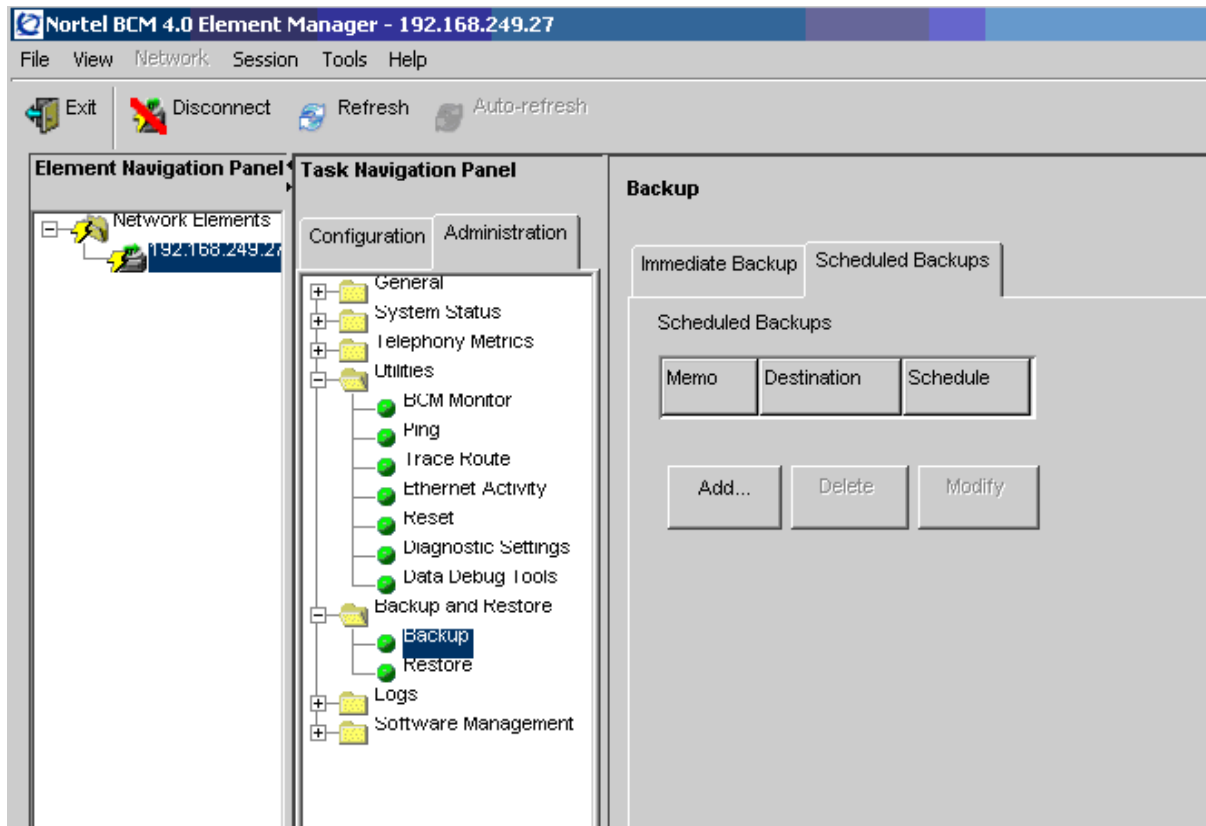 Nortel BCM 4.0 Element Manager - 192.168.249.27
File View Network Session Tools Help
Exit Disconnect Refresh Auto-refresh
Element Navigation Panel
Network Elements
192.168.249.27
Task Navigation Panel
Configuration Administration
General
System Status
Telephony Metrics
Utilities
BCM Monitor
Ping
Trace Route
Ethernet Activity
Reset
Diagnostic Settings
Data Debug Tools
Backup and Restore
Backup
Restore
Logs
Software Management
Backup
Immediate Backup Scheduled Backups
Scheduled Backups
Memo Destination Schedule
Add... Delete Modify